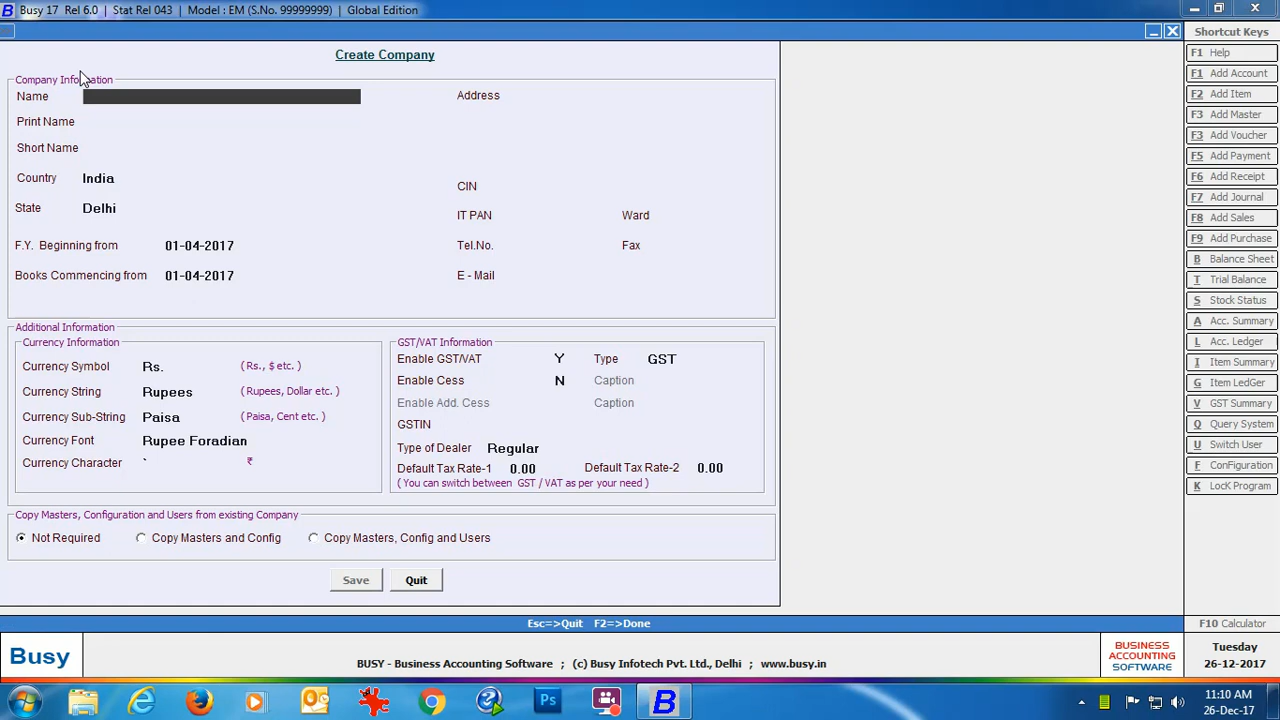 Busy 17 Rel 6.0 | Stat Rel 043 | Model : EM (S.No. 99999999) | Global Edition
Create Company
Company Information
Name Address
Print Name
Short Name
Country India
CIN
State Delhi
IT PAN Ward
F.Y. Beginning from 01-04-2017 Tel.No. Fax
Books Commencing from 01-04-2017 E - Mail
Additional Information
Currency Information
Currency Symbol Rs. ( Rs., $ etc. )
Currency String Rupees ( Rupees, Dollar etc. )
Currency Sub-String Paisa ( Paisa, Cent etc. )
Currency Font Rupee Foradian
Currency Character ` ₹
GST/VAT Information
Enable GST/VAT Y Type GST
Enable Cess N Caption
Enable Add. Cess Caption
GSTIN
Type of Dealer Regular
Default Tax Rate-1 0.00 Default Tax Rate-2 0.00
( You can switch between GST / VAT as per your need )
Copy Masters, Configuration and Users from existing Company
Not Required Copy Masters and Config Copy Masters, Config and Users
Save Quit
Shortcut Keys
F1 Help
F1 Add Account
F2 Add Item
F3 Add Master
F3 Add Voucher
F5 Add Payment
F6 Add Receipt
F7 Add Journal
F8 Add Sales
F9 Add Purchase
B Balance Sheet
T Trial Balance
S Stock Status
A Acc. Summary
L Acc. Ledger
I Item Summary
G Item LedGer
V GST Summary
Q Query System
U Switch User
F ConFiguration
K LocK Program
Esc=>Quit F2=>Done
F10 Calculator
Busy
BUSY - Business Accounting Software ; (c) Busy Infotech Pvt. Ltd., Delhi ; www.busy.in
BUSINESS
ACCOUNTING
SOFTWARE
Tuesday
26-12-2017
Ps
11:10 AM
26-Dec-17